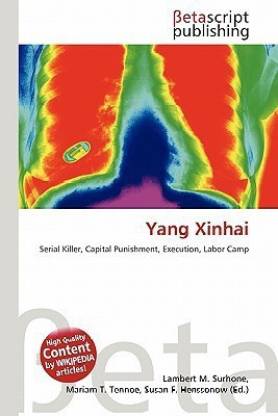 βetascript
publishing
Yang Xinhai
Serial Killer, Capital Punishment, Execution, Labor Camp
High Quality
Content
by WIKIPEDIA
articles!
Lambert M. Surhone,
Mariam T. Tennoe, Susan F. Henssonow (Ed.)
βeta